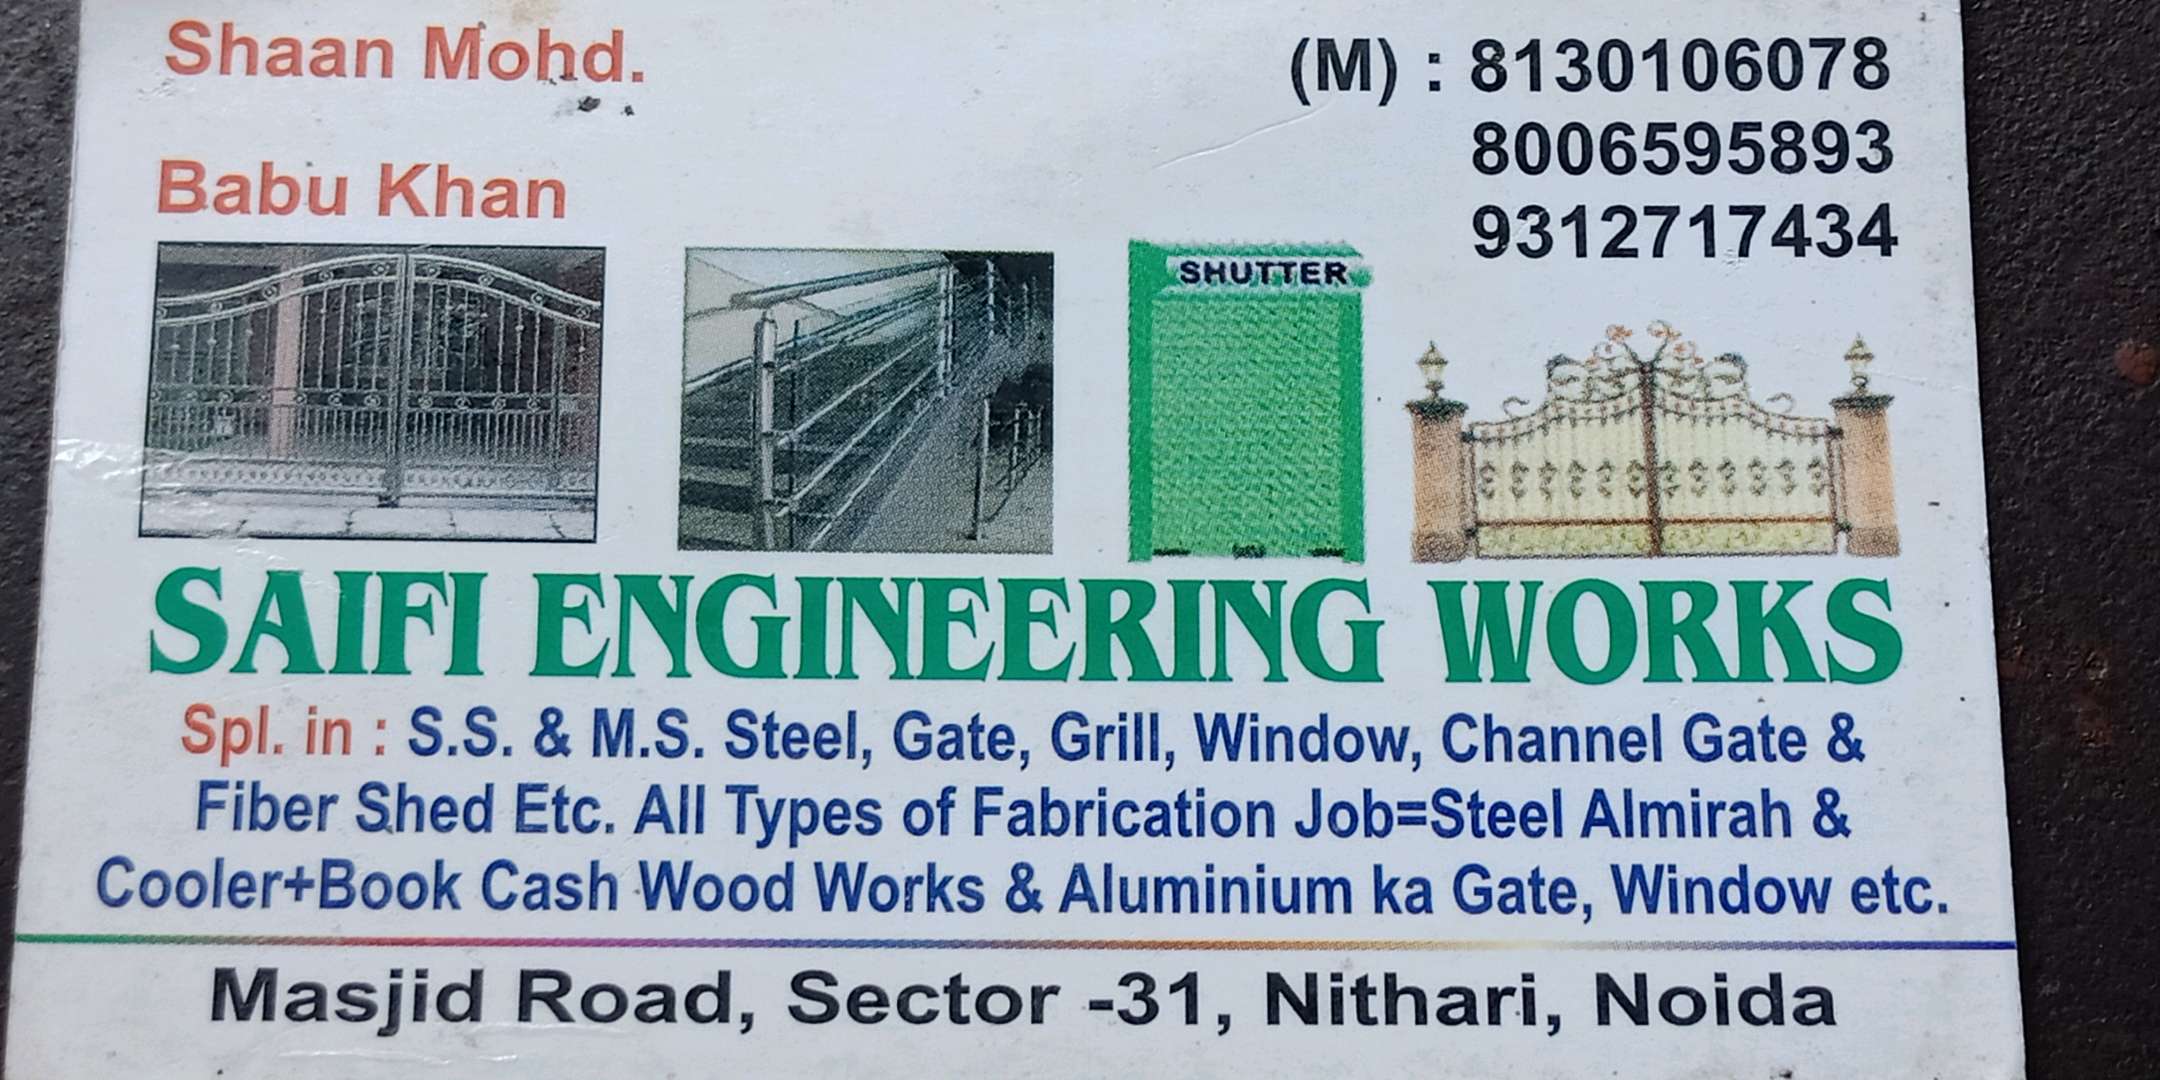 Shaan Mohd.
Babu Khan
(M) : 8130106078
8006595893
9312717434
SHUTTER
SAIFI ENGINEERING WORKS
Spl. in : S.S. & M.S. Steel, Gate, Grill, Window, Channel Gate &
Fiber Shed Etc. All Types of Fabrication Job=Steel Almirah &
Cooler+Book Cash Wood Works & Aluminium ka Gate, Window etc.
Masjid Road, Sector -31, Nithari, Noida